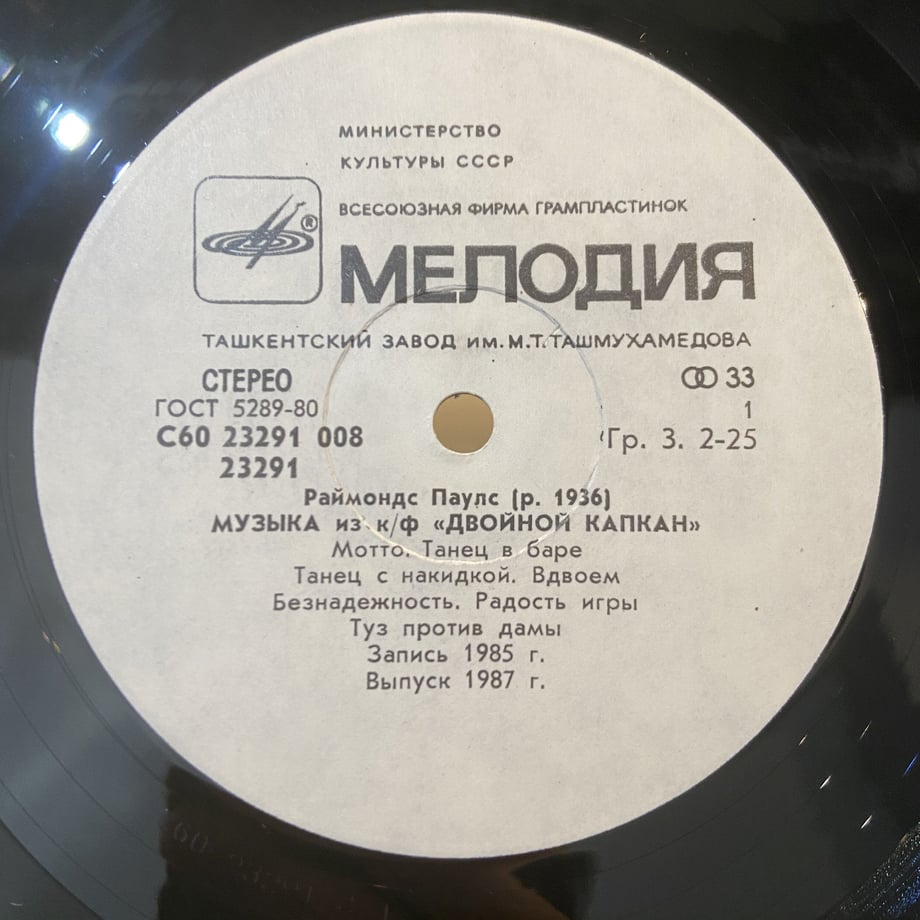 МИНИСТЕРСТВО
КУЛЬТУРЫ СССР
ВСЕСОЮЗНАЯ ФИРМА ГРАМПЛАСТИНОК
®
МЕЛОДИЯ
ТАШКЕНТСКИЙ ЗАВОД им. М.Т. ТАШМУХАМЕДОВА
СТЕРЕО 33
ГОСТ 5289-80 1
С60 23291 008 Гр. 3. 2-25
23291
Раймондс Паулс (р. 1936)
МУЗЫКА из к/ф «ДВОЙНОЙ КАПКАН»
Мотто. Танец в баре
Танец с накидкой. Вдвоем
Безнадежность. Радость игры
Туз против дамы
Запись 1985 г.
Выпуск 1987 г.